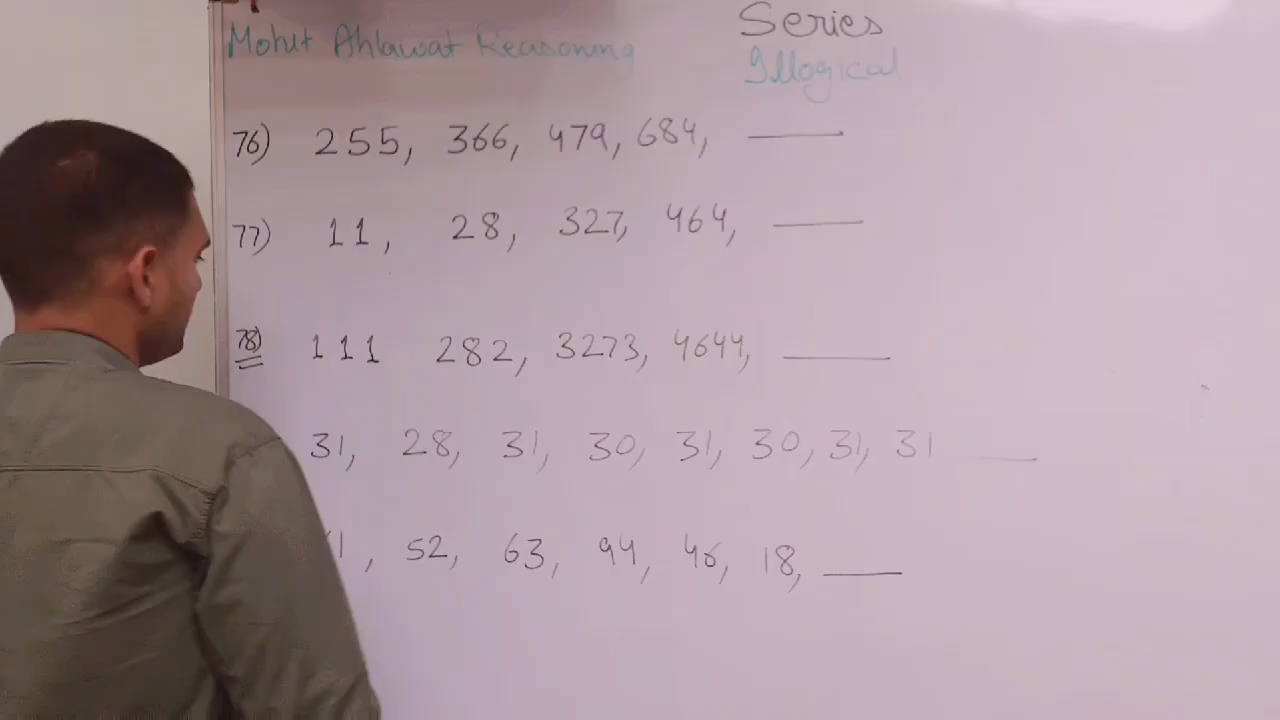 Mohit Ahlawat Reasoning
Series
Illogical
76) 255, 366, 479, 684, ____
77) 11, 28, 327, 464, ____
78) 111 282, 3273, 4644, ____
31, 28, 31, 30, 31, 30, 31, 31 ____
1, 52, 63, 94, 46, 18, ____